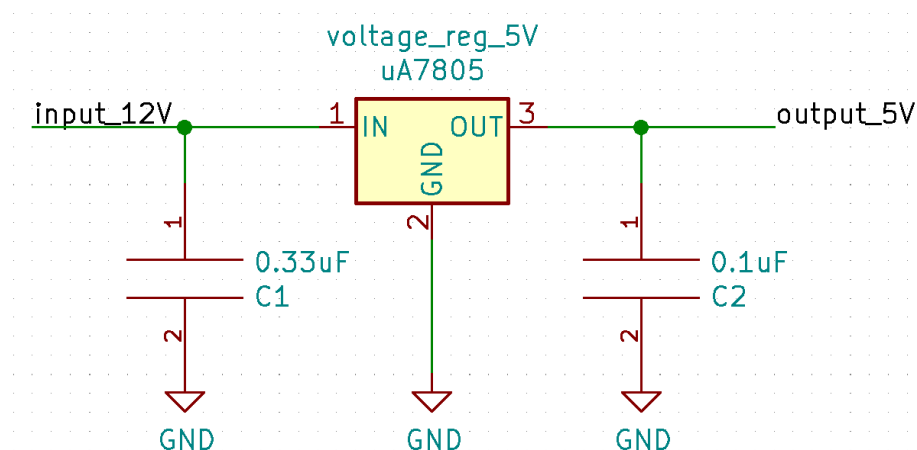 voltage_reg_5V
uA7805
input_12V
1
IN
OUT
3
output_5V
GND
2
1
0.33uF
C1
2
GND
GND
1
0.1uF
C2
2
GND